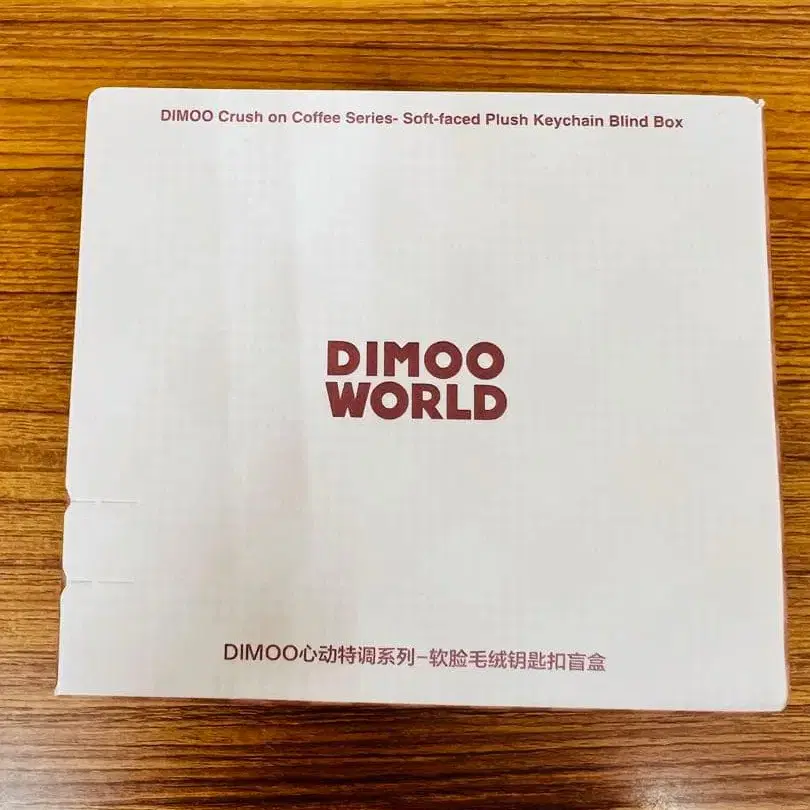 DIMOO Crush on Coffee Series- Soft-faced Plush Keychain Blind Box
DIMOO
WORLD
DIMOO心动特调系列-软脸毛绒钥匙扣盲盒